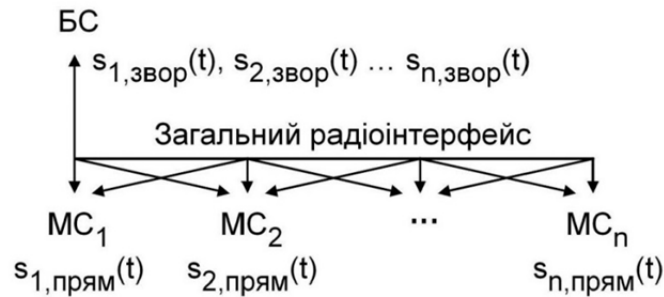 БС
s1,звор(t), s2,звор(t) ... sn,звор(t)
Загальний радіоінтерфейс
МС1 МС2 ... МСn
s1,прям(t) s2,прям(t) sn,прям(t)